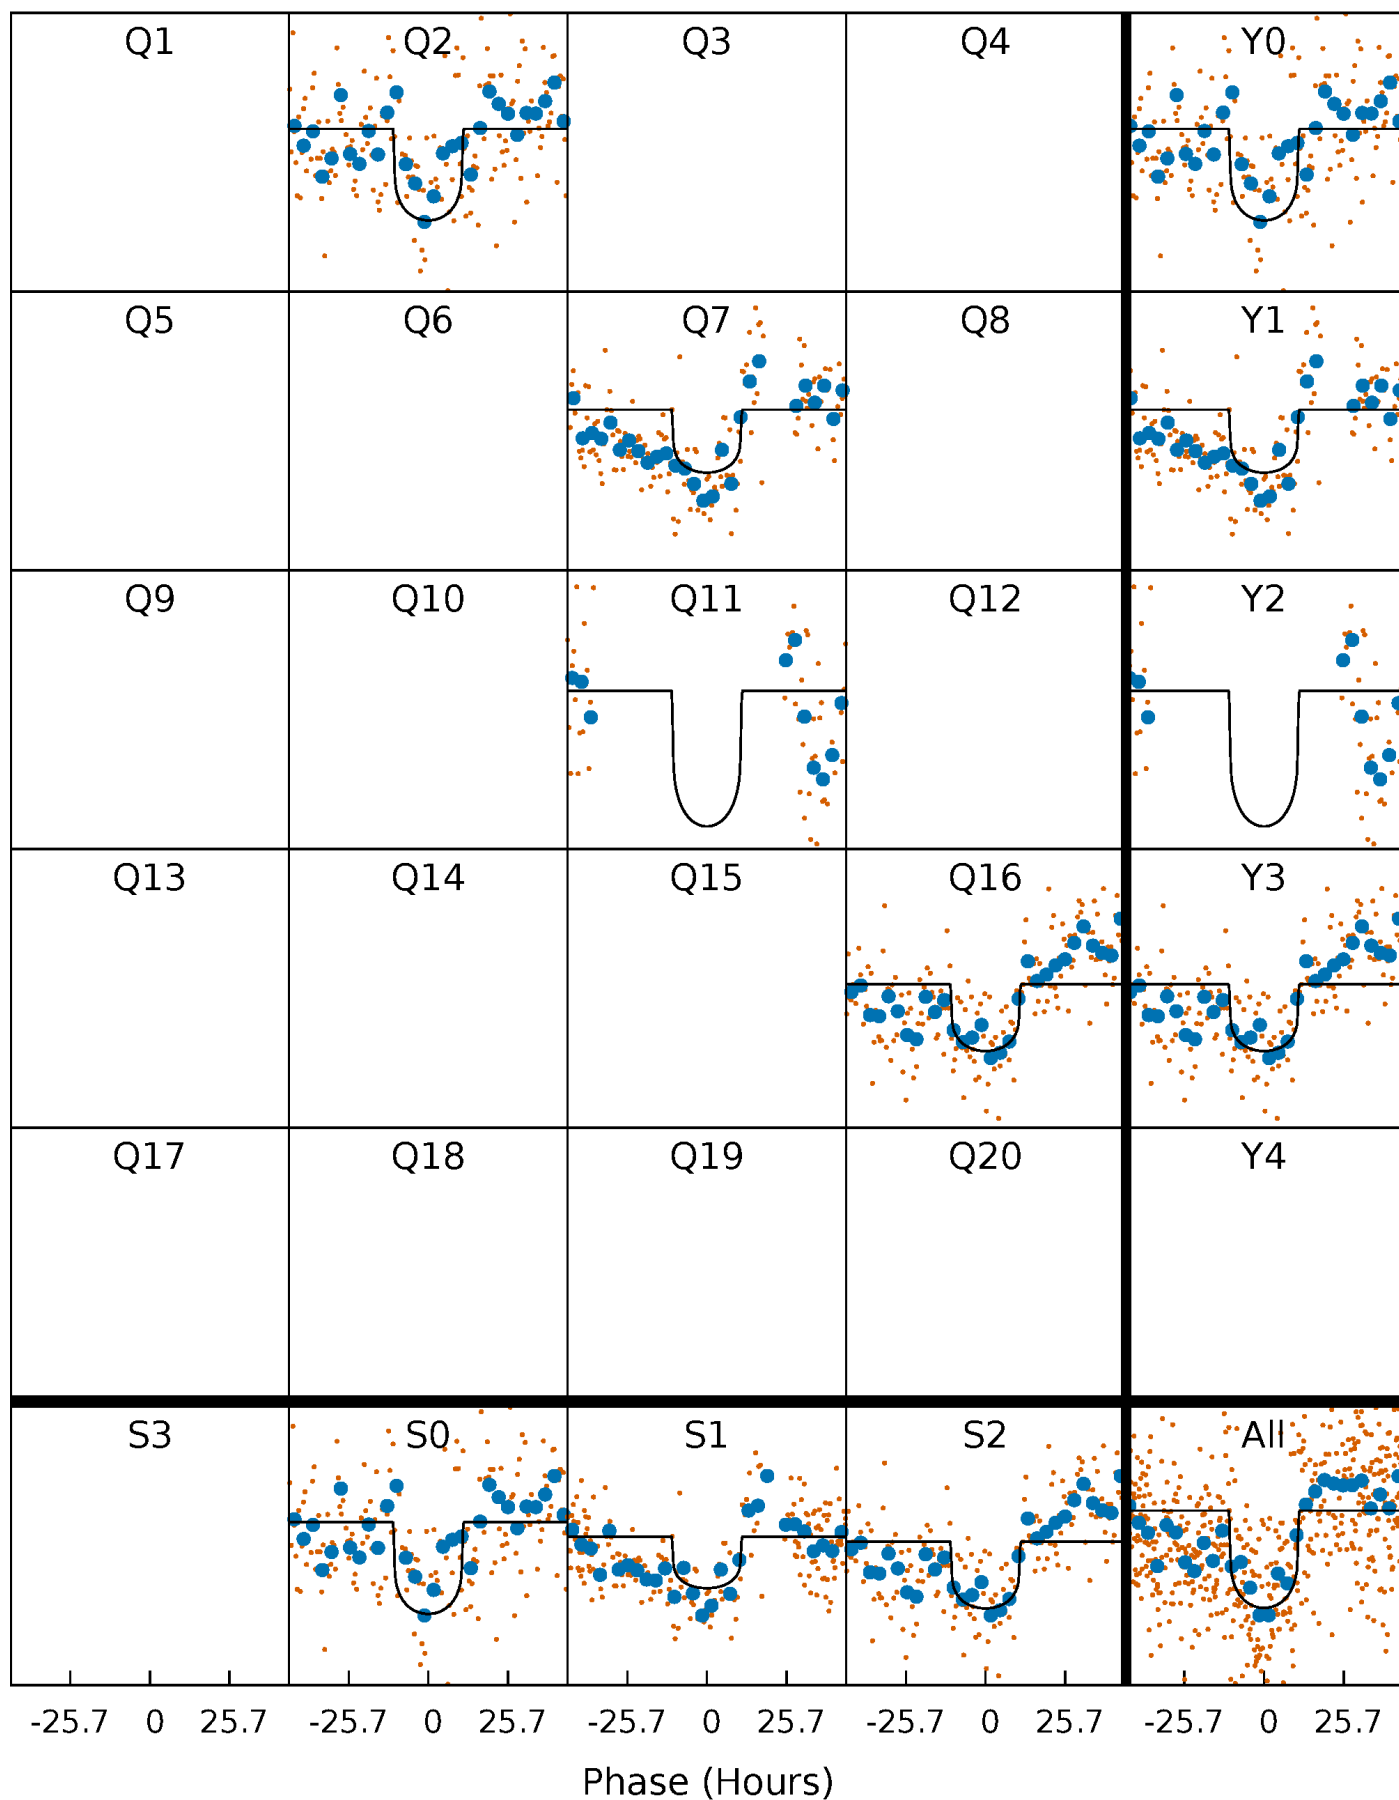 Q1 Q2 Q3 Q4 Y0
Q5 Q6 Q7 Q8 Y1
Q9 Q10 Q11 Q12 Y2
Q13 Q14 Q15 Q16 Y3
Q17 Q18 Q19 Q20 Y4
S3 S0 S1 S2 All
-25.7 0 25.7 -25.7 0 25.7 -25.7 0 25.7 -25.7 0 25.7 -25.7 0 25.7
Phase (Hours)